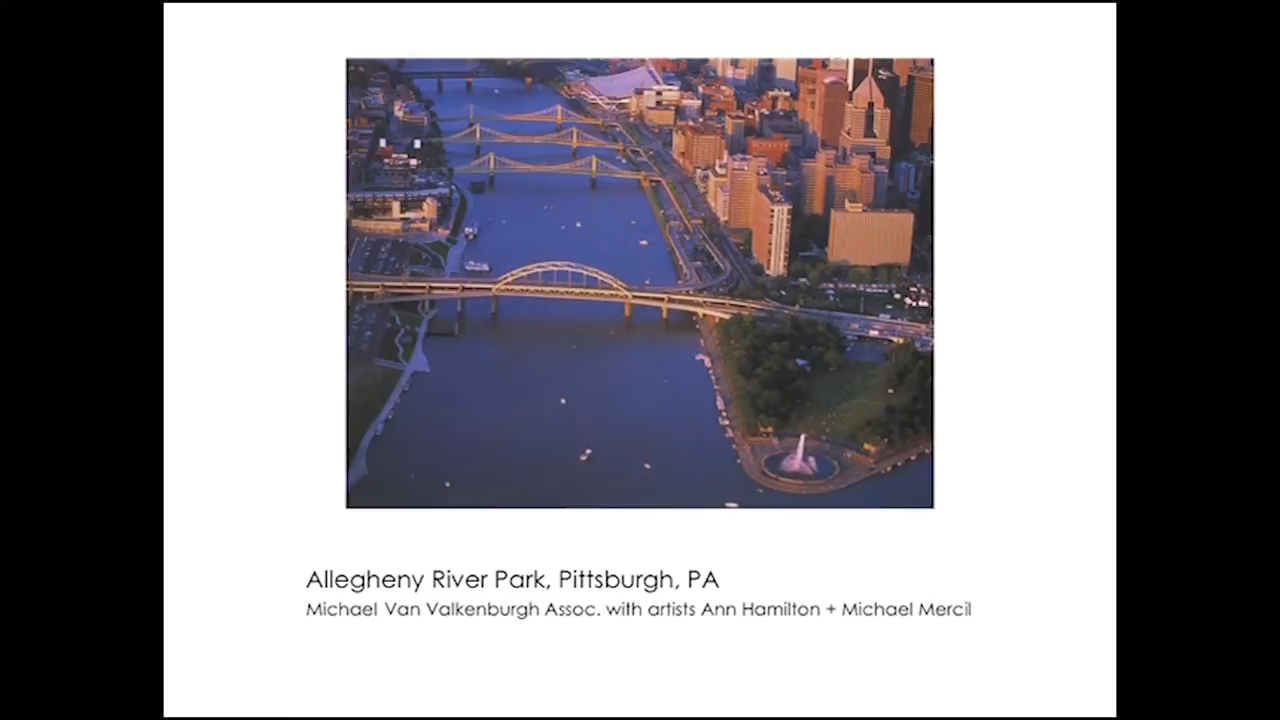 Allegheny River Park, Pittsburgh, PA
Michael Van Valkenburgh Assoc. with artists Ann Hamilton + Michael Mercil